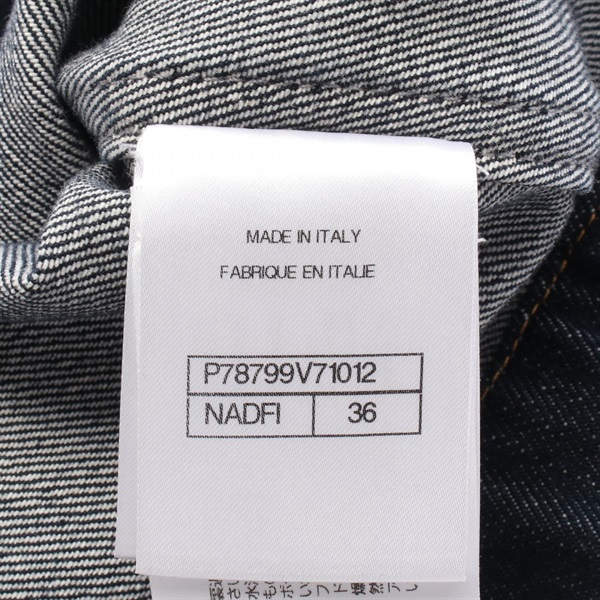 MADE IN ITALY
FABRIQUE EN ITALIE
P78799V71012
NADFI 36